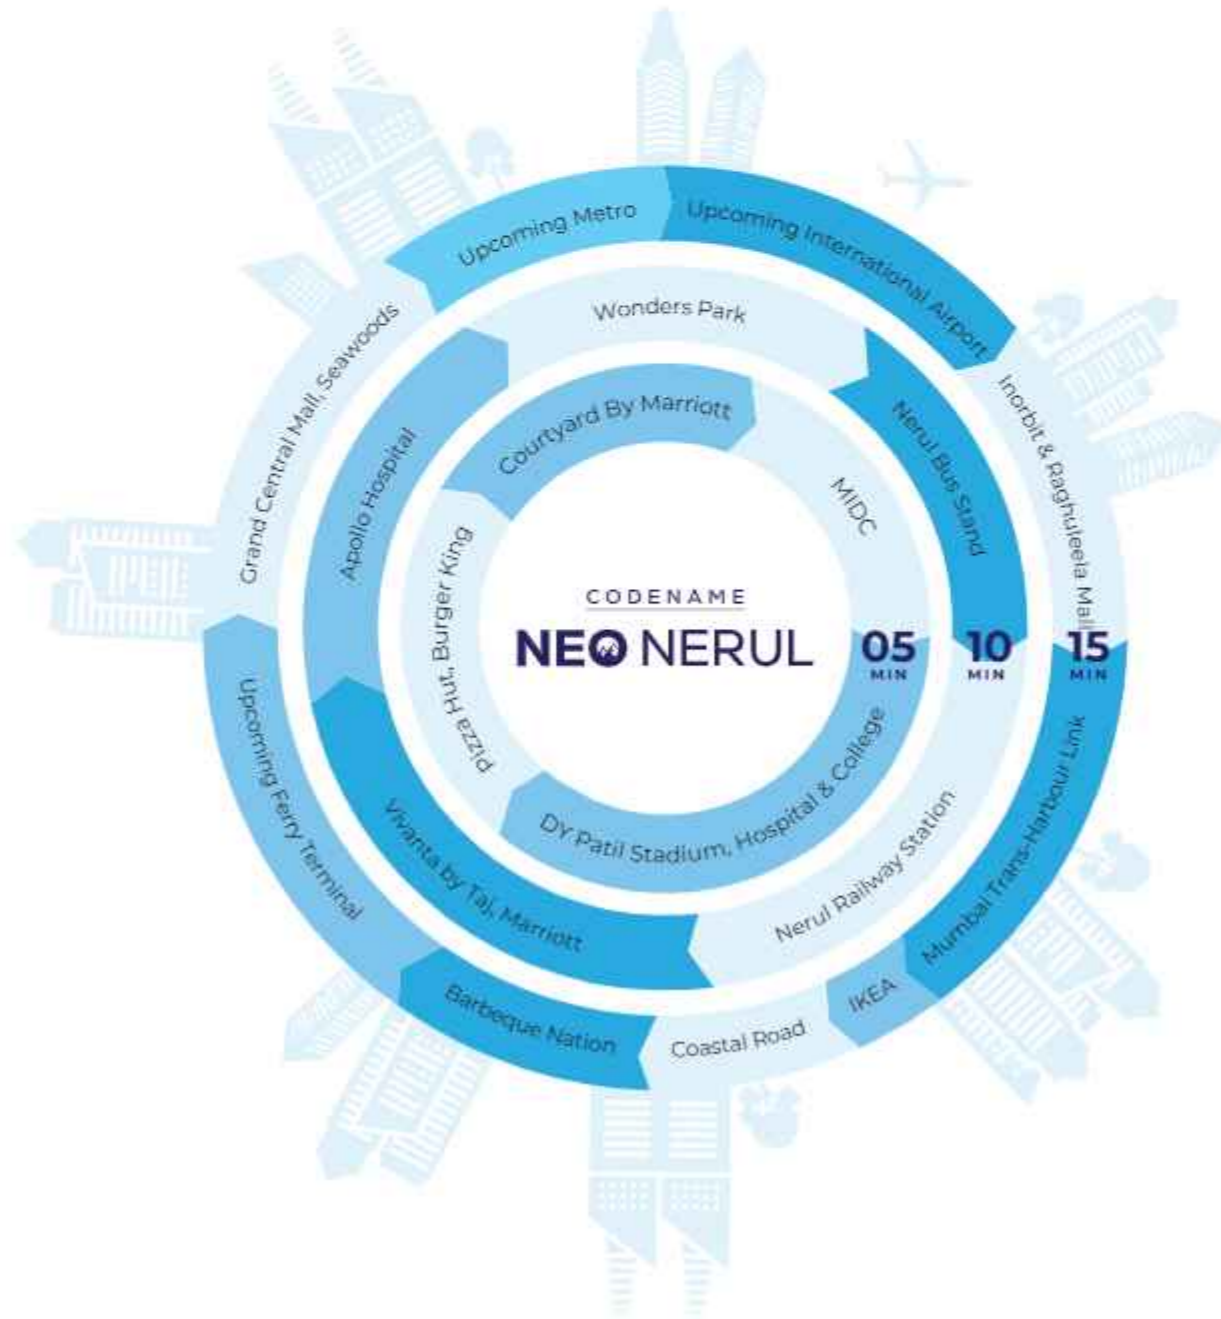 CODENAME
NEO NERUL
05
MIN
10
MIN
15
MIN
Courtyard By Marriott
MIDC
DY Patil Stadium, Hospital & College
Pizza Hut, Burger King
Wonders Park
Nerul Bus Stand
Nerul Railway Station
Vivanta by Taj, Marriott
Apollo Hospital
Upcoming Metro
Upcoming International Airport
Inorbit & Raghuleela Mall
Mumbai Trans-Harbour Link
IKEA
Coastal Road
Barbeque Nation
Upcoming Ferry Terminal
Grand Central Mall, Seawoods